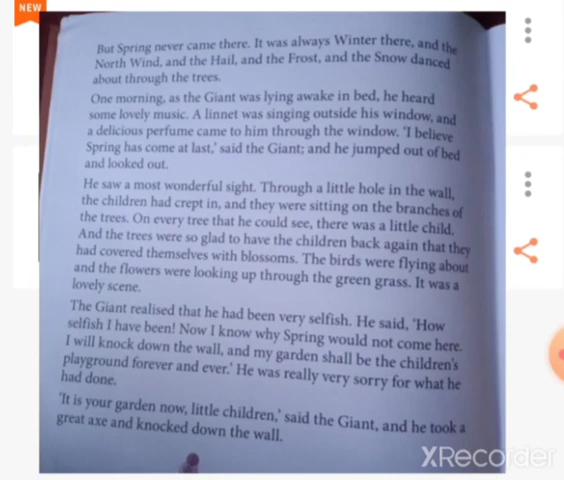 NEW
But Spring never came there. It was always Winter there, and the
North Wind, and the Hail, and the Frost, and the Snow danced
about through the trees.
One morning, as the Giant was lying awake in bed, he heard
some lovely music. A linnet was singing outside his window, and
a delicious perfume came to him through the window. 'I believe
Spring has come at last,' said the Giant; and he jumped out of bed
and looked out.
He saw a most wonderful sight. Through a little hole in the wall,
the children had crept in, and they were sitting on the branches of
the trees. On every tree that he could see, there was a little child.
And the trees were so glad to have the children back again that they
had covered themselves with blossoms. The birds were flying about
and the flowers were looking up through the green grass. It was a
lovely scene.
The Giant realised that he had been very selfish. He said, 'How
selfish I have been! Now I know why Spring would not come here.
I will knock down the wall, and my garden shall be the children's
playground forever and ever.' He was really very sorry for what he
had done.
'It is your garden now, little children,' said the Giant, and he took a
great axe and knocked down the wall.
XRecorder